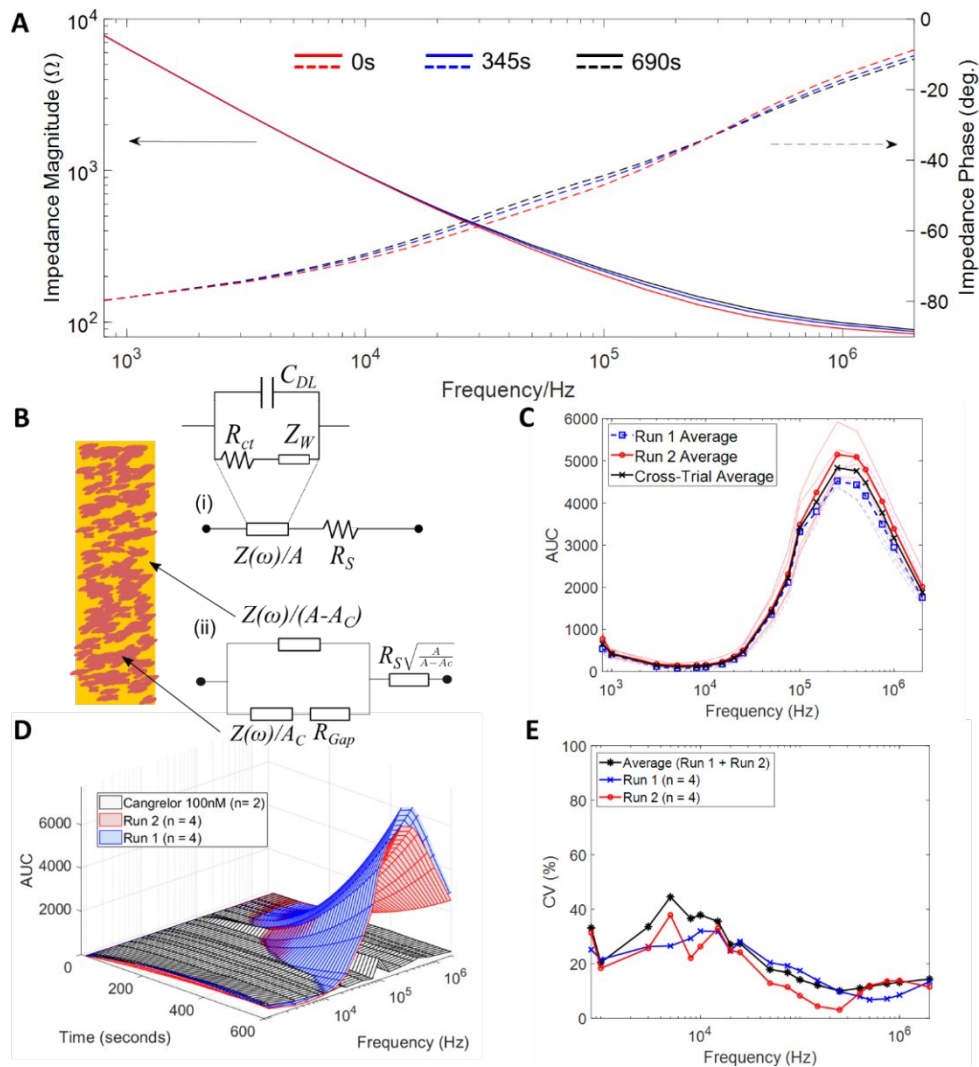 A
0s
345s
690s
Impedance Magnitude (Ω)
10^4
10^3
10^2
Impedance Phase (deg.)
0
-20
-40
-60
-80
10^3
10^4
10^5
10^6
Frequency/Hz
B
C_DL
R_ct
Z_W
(i)
Z(ω)/A
R_S
Z(ω)/(A-A_C)
(ii)
R_S√(A/(A-Ac))
Z(ω)/A_C
R_Gap
C
Run 1 Average
Run 2 Average
Cross-Trial Average
AUC
6000
5000
4000
3000
2000
1000
0
10^3
10^4
10^5
10^6
Frequency (Hz)
D
Cangrelor 100nM (n= 2)
Run 2 (n = 4)
Run 1 (n = 4)
AUC
6000
4000
2000
0
200
400
600
Time (seconds)
10^4
10^5
10^6
Frequency (Hz)
E
Average (Run 1 + Run 2)
Run 1 (n = 4)
Run 2 (n = 4)
CV (%)
100
80
60
40
20
0
10^4
10^5
10^6
Frequency (Hz)